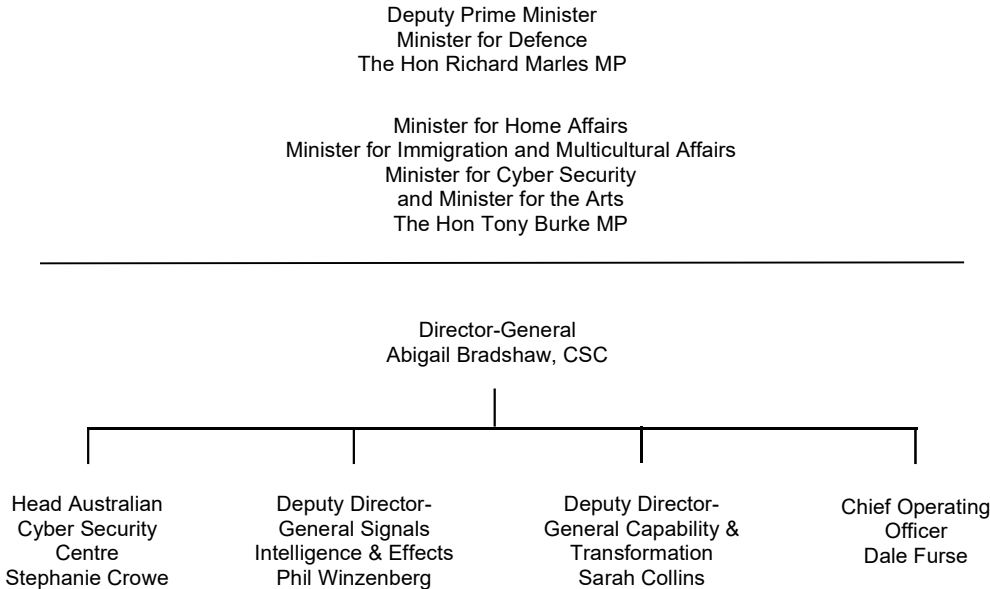 Deputy Prime Minister
Minister for Defence
The Hon Richard Marles MP
Minister for Home Affairs
Minister for Immigration and Multicultural Affairs
Minister for Cyber Security
and Minister for the Arts
The Hon Tony Burke MP
Director-General
Abigail Bradshaw, CSC
Head Australian
Cyber Security
Centre
Stephanie Crowe
Deputy Director-
General Signals
Intelligence & Effects
Phil Winzenberg
Deputy Director-
General Capability &
Transformation
Sarah Collins
Chief Operating
Officer
Dale Furse